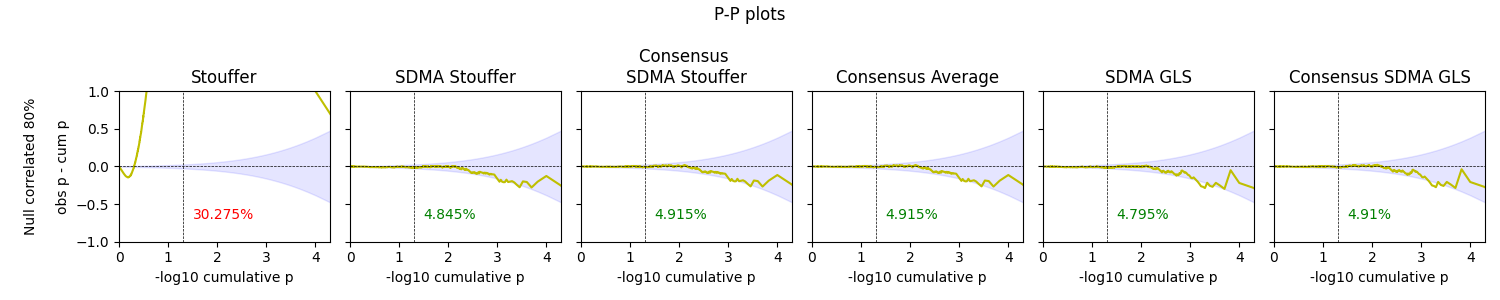 P-P plots
Null correlated 80%
obs p - cum p
Stouffer
1.0
0.5
0.0
−0.5
−1.0
30.275%
0 1 2 3 4
-log10 cumulative p
SDMA Stouffer
4.845%
0 1 2 3 4
-log10 cumulative p
Consensus
SDMA Stouffer
4.915%
0 1 2 3 4
-log10 cumulative p
Consensus Average
4.915%
0 1 2 3 4
-log10 cumulative p
SDMA GLS
4.795%
0 1 2 3 4
-log10 cumulative p
Consensus SDMA GLS
4.91%
0 1 2 3 4
-log10 cumulative p